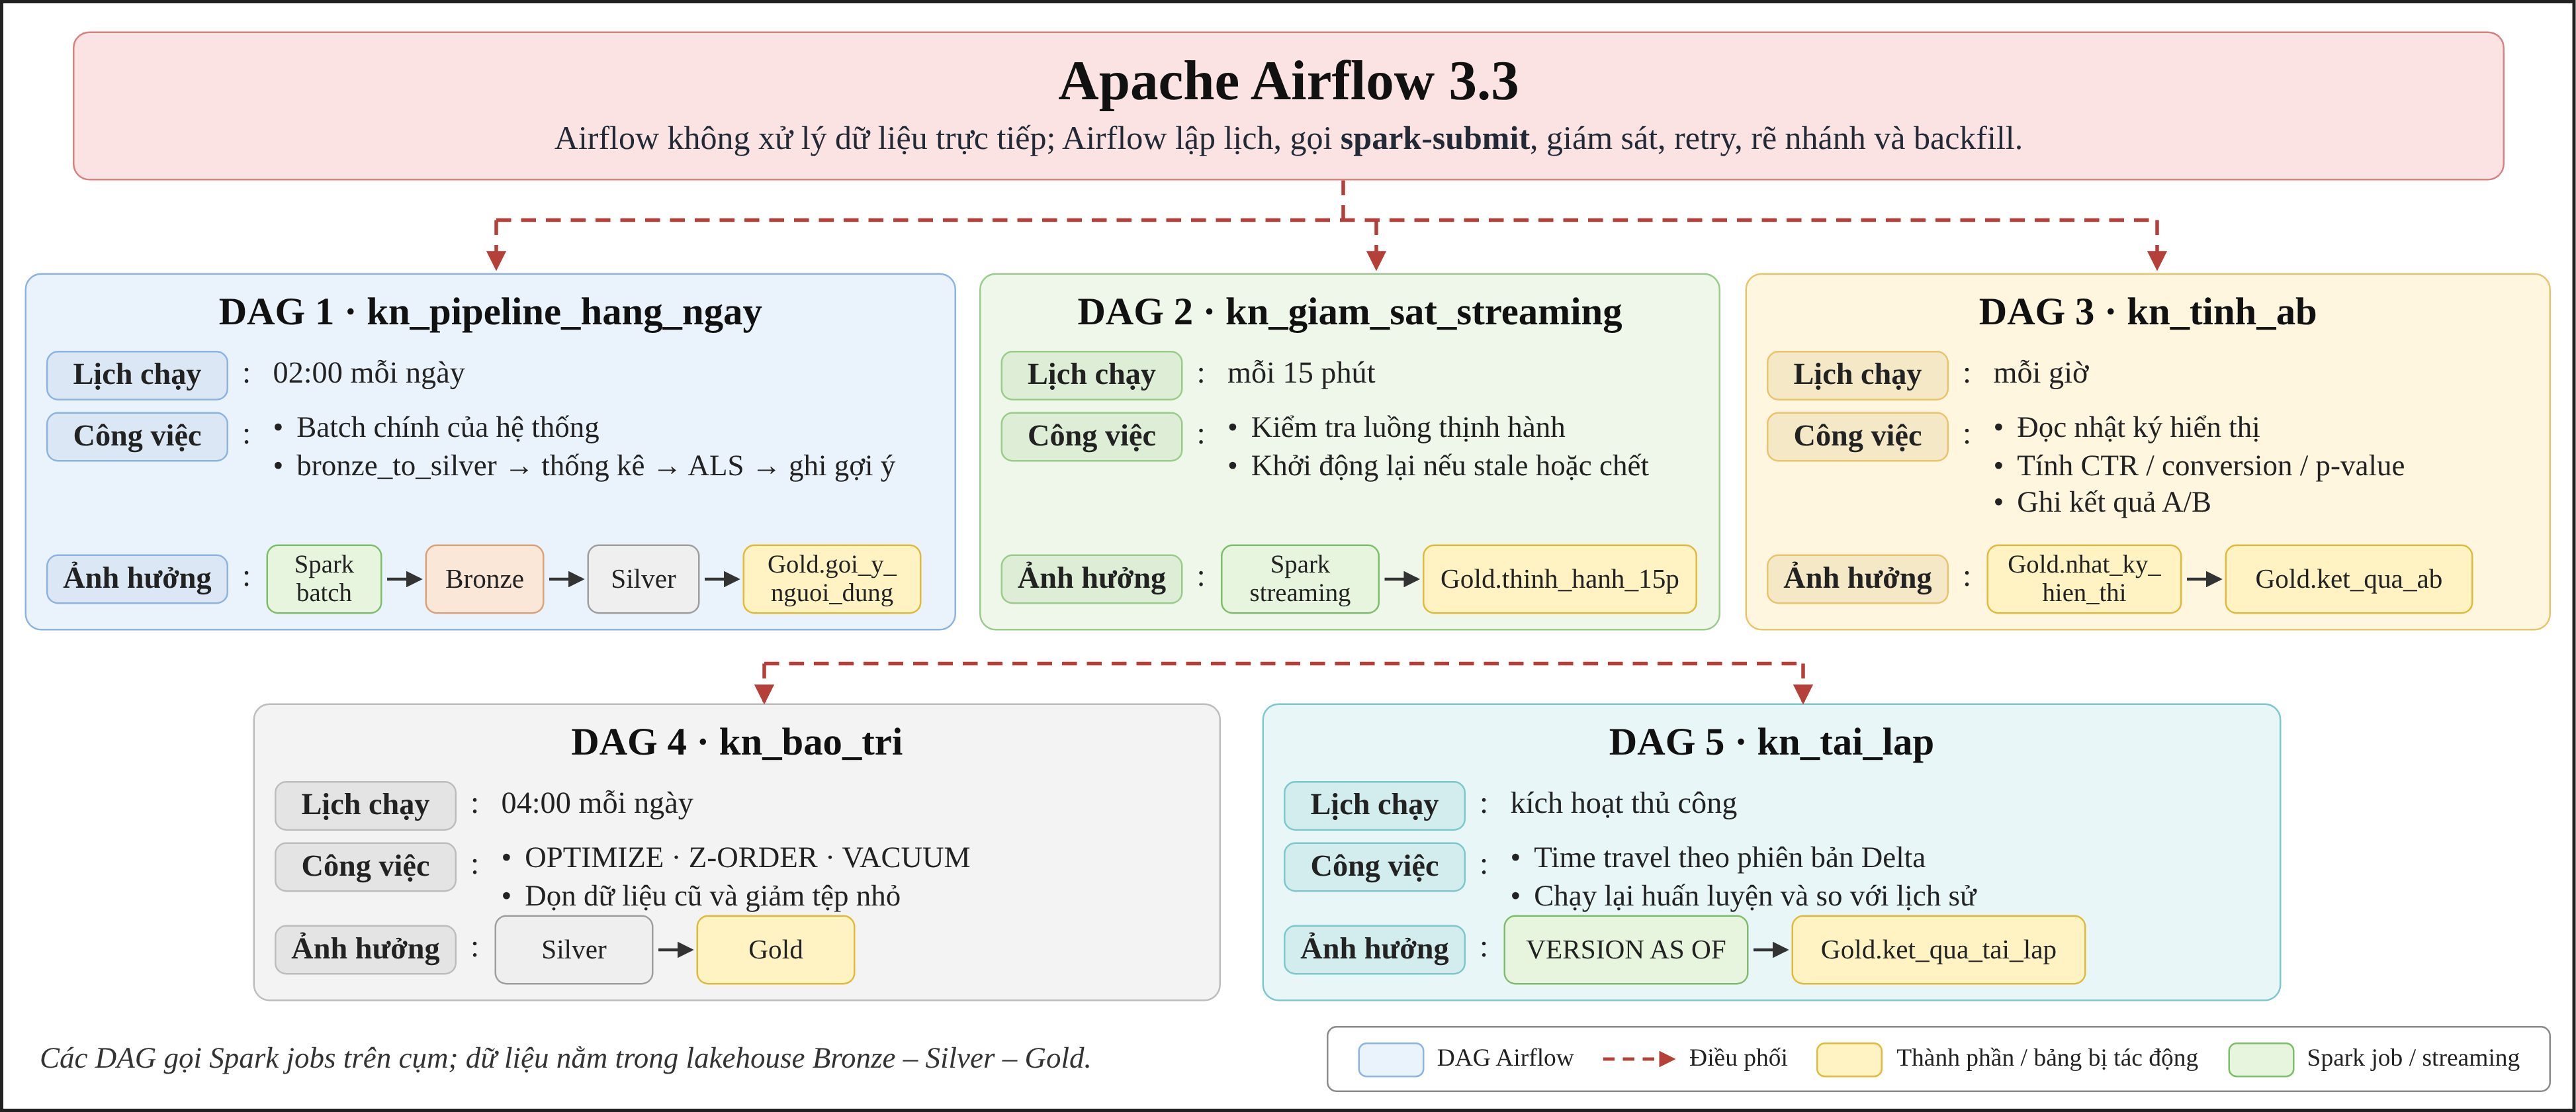 Apache Airflow 3.3
Airflow không xử lý dữ liệu trực tiếp; Airflow lập lịch, gọi spark-submit, giám sát, retry, rẽ nhánh và backfill.
DAG 1 · kn_pipeline_hang_ngay
Lịch chạy : 02:00 mỗi ngày
Công việc : • Batch chính của hệ thống
• bronze_to_silver → thống kê → ALS → ghi gợi ý
Ảnh hưởng :
Spark
batch
Bronze
Silver
Gold.goi_y_
nguoi_dung
DAG 2 · kn_giam_sat_streaming
Lịch chạy : mỗi 15 phút
Công việc : • Kiểm tra luồng thịnh hành
• Khởi động lại nếu stale hoặc chết
Ảnh hưởng :
Spark
streaming
Gold.thinh_hanh_15p
DAG 3 · kn_tinh_ab
Lịch chạy : mỗi giờ
Công việc : • Đọc nhật ký hiển thị
• Tính CTR / conversion / p-value
• Ghi kết quả A/B
Ảnh hưởng :
Gold.nhat_ky_
hien_thi
Gold.ket_qua_ab
DAG 4 · kn_bao_tri
Lịch chạy : 04:00 mỗi ngày
Công việc : • OPTIMIZE · Z-ORDER · VACUUM
• Dọn dữ liệu cũ và giảm tệp nhỏ
Ảnh hưởng :
Silver
Gold
DAG 5 · kn_tai_lap
Lịch chạy : kích hoạt thủ công
Công việc : • Time travel theo phiên bản Delta
• Chạy lại huấn luyện và so với lịch sử
Ảnh hưởng :
VERSION AS OF
Gold.ket_qua_tai_lap
Các DAG gọi Spark jobs trên cụm; dữ liệu nằm trong lakehouse Bronze – Silver – Gold.
DAG Airflow
Điều phối
Thành phần / bảng bị tác động
Spark job / streaming